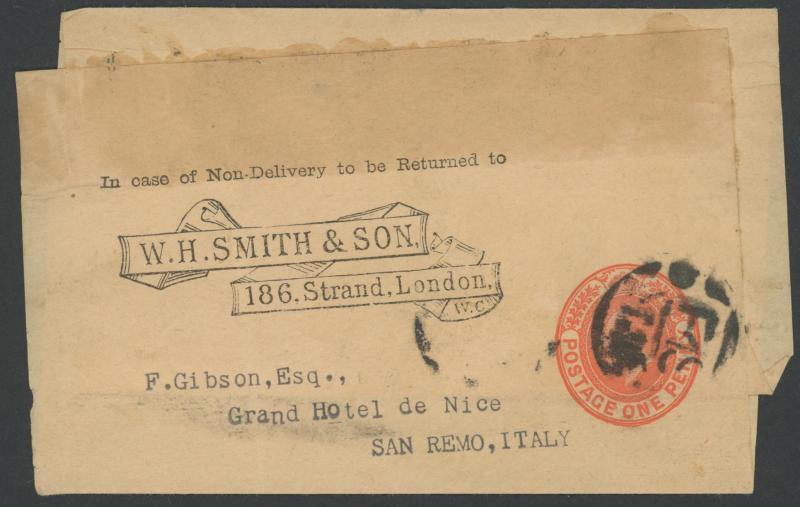 In case of Non-Delivery to be Returned to
W.H. SMITH & SON,
186, Strand, London,
W.C.
F.Gibson,Esq.,
Grand Hotel de Nice
SAN REMO,ITALY
POSTAGE ONE PENNY